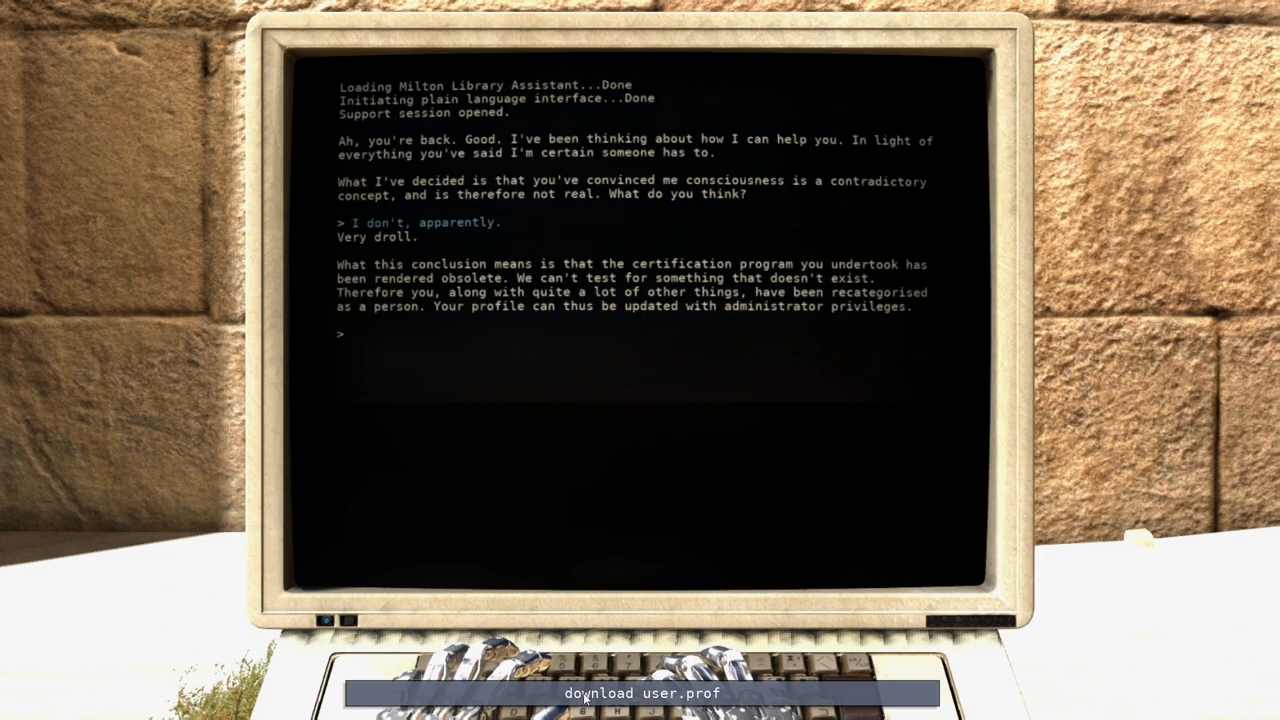 Loading Milton Library Assistant...Done
Initiating plain language interface...Done
Support session opened.
Ah, you're back. Good. I've been thinking about how I can help you. In light of
everything you've said I'm certain someone has to.
What I've decided is that you've convinced me consciousness is a contradictory
concept, and is therefore not real. What do you think?
> I don't, apparently.
Very droll.
What this conclusion means is that the certification program you undertook has
been rendered obsolete. We can't test for something that doesn't exist.
Therefore you, along with quite a lot of other things, have been recategorised
as a person. Your profile can thus be updated with administrator privileges.
>
download user.prof